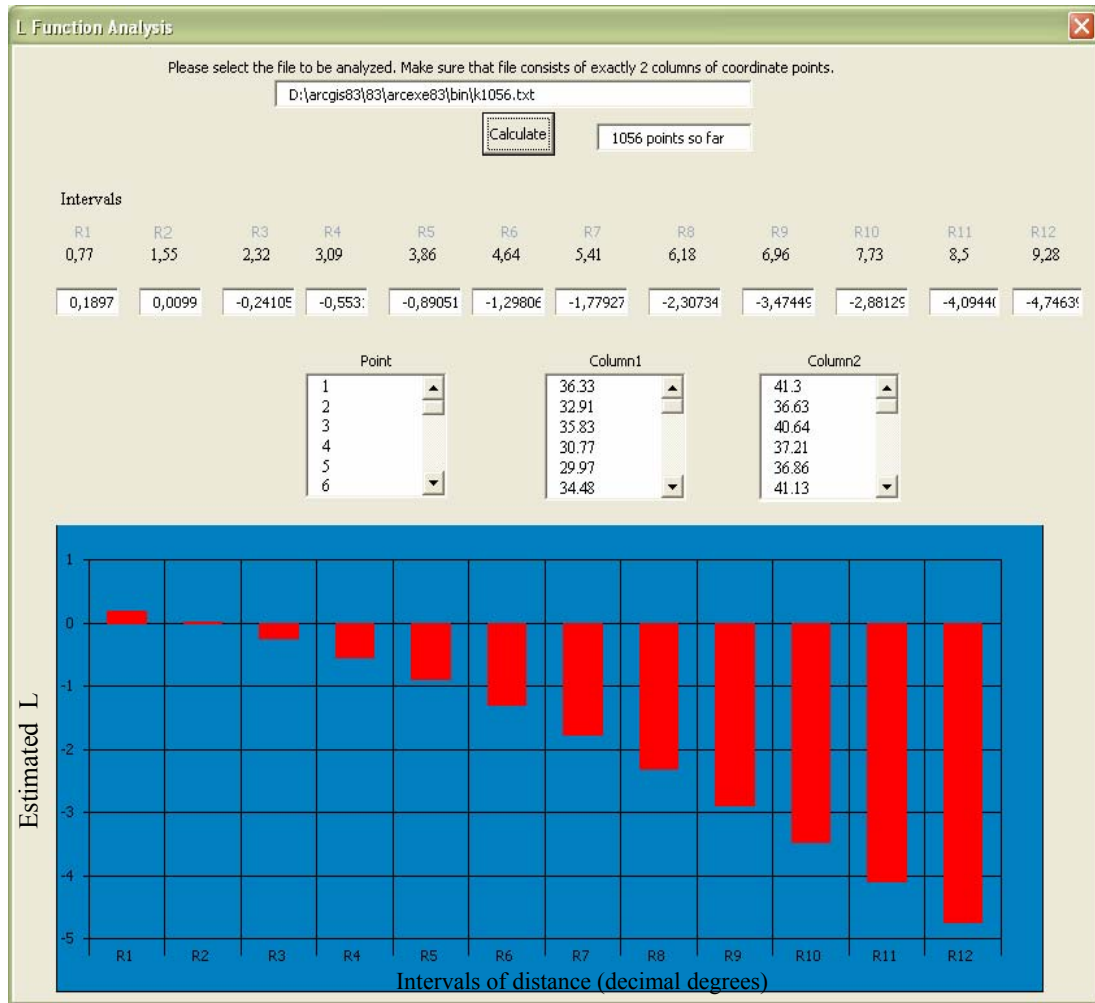 L Function Analysis
Please select the file to be analyzed. Make sure that file consists of exactly 2 columns of coordinate points.
D:\arcgis83\83\arcexe83\bin\k1056.txt
Calculate
1056 points so far
Intervals
R1 R2 R3 R4 R5 R6 R7 R8 R9 R10 R11 R12
0,77 1,55 2,32 3,09 3,86 4,64 5,41 6,18 6,96 7,73 8,5 9,28
0,1897 0,0099 -0,24105 -0,553 -0,89051 -1,29806 -1,77927 -2,30734 -3,47449 -2,88129 -4,0944 -4,74639
Point Column1 Column2
1 36.33 41.3
2 32.91 36.63
3 35.83 40.64
4 30.77 37.21
5 29.97 36.86
6 34.48 41.13
1
0
-1
-2
-3
-4
-5
Estimated L
R1 R2 R3 R4 R5 R6 R7 R8 R9 R10 R11 R12
Intervals of distance (decimal degrees)